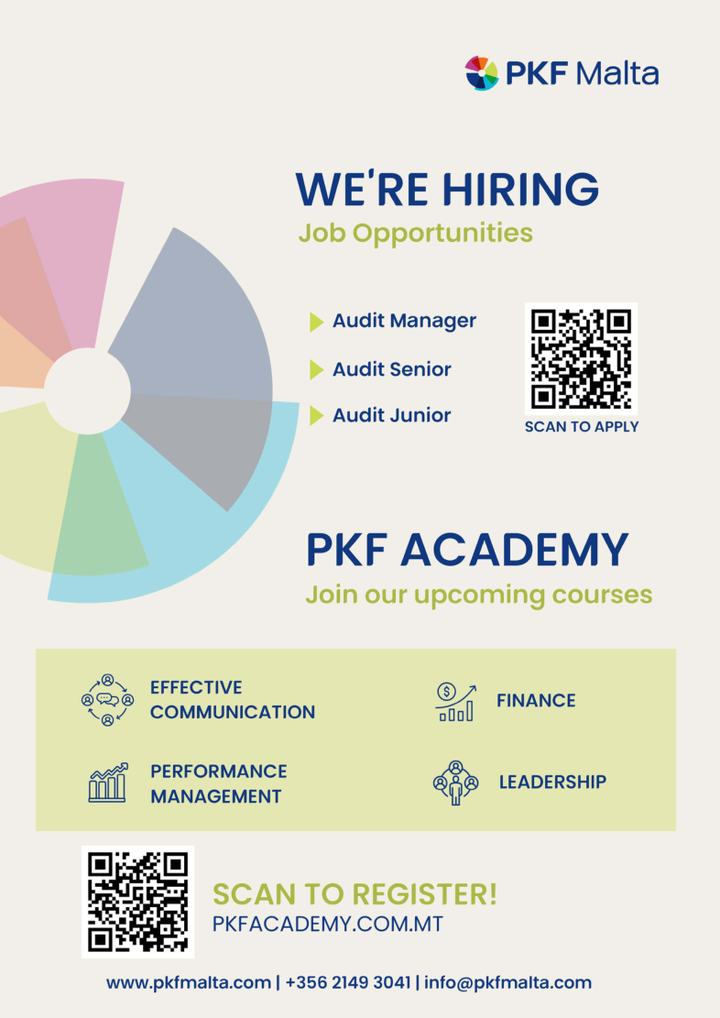 PKF Malta
WE'RE HIRING
Job Opportunities
Audit Manager
Audit Senior
Audit Junior
SCAN TO APPLY
PKF ACADEMY
Join our upcoming courses
EFFECTIVE
COMMUNICATION
FINANCE
PERFORMANCE
MANAGEMENT
LEADERSHIP
SCAN TO REGISTER!
PKFACADEMY.COM.MT
www.pkfmalta.com | +356 2149 3041 | info@pkfmalta.com